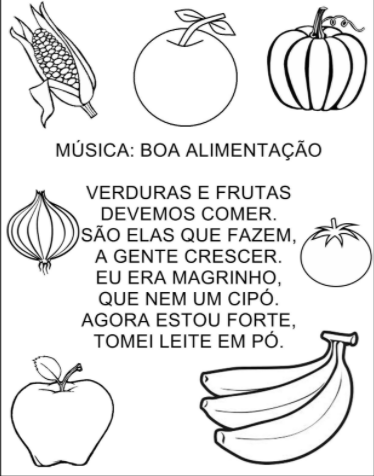 MÚSICA: BOA ALIMENTAÇÃO
VERDURAS E FRUTAS
DEVEMOS COMER.
SÃO ELAS QUE FAZEM,
A GENTE CRESCER.
EU ERA MAGRINHO,
QUE NEM UM CIPÓ.
AGORA ESTOU FORTE,
TOMEI LEITE EM PÓ.